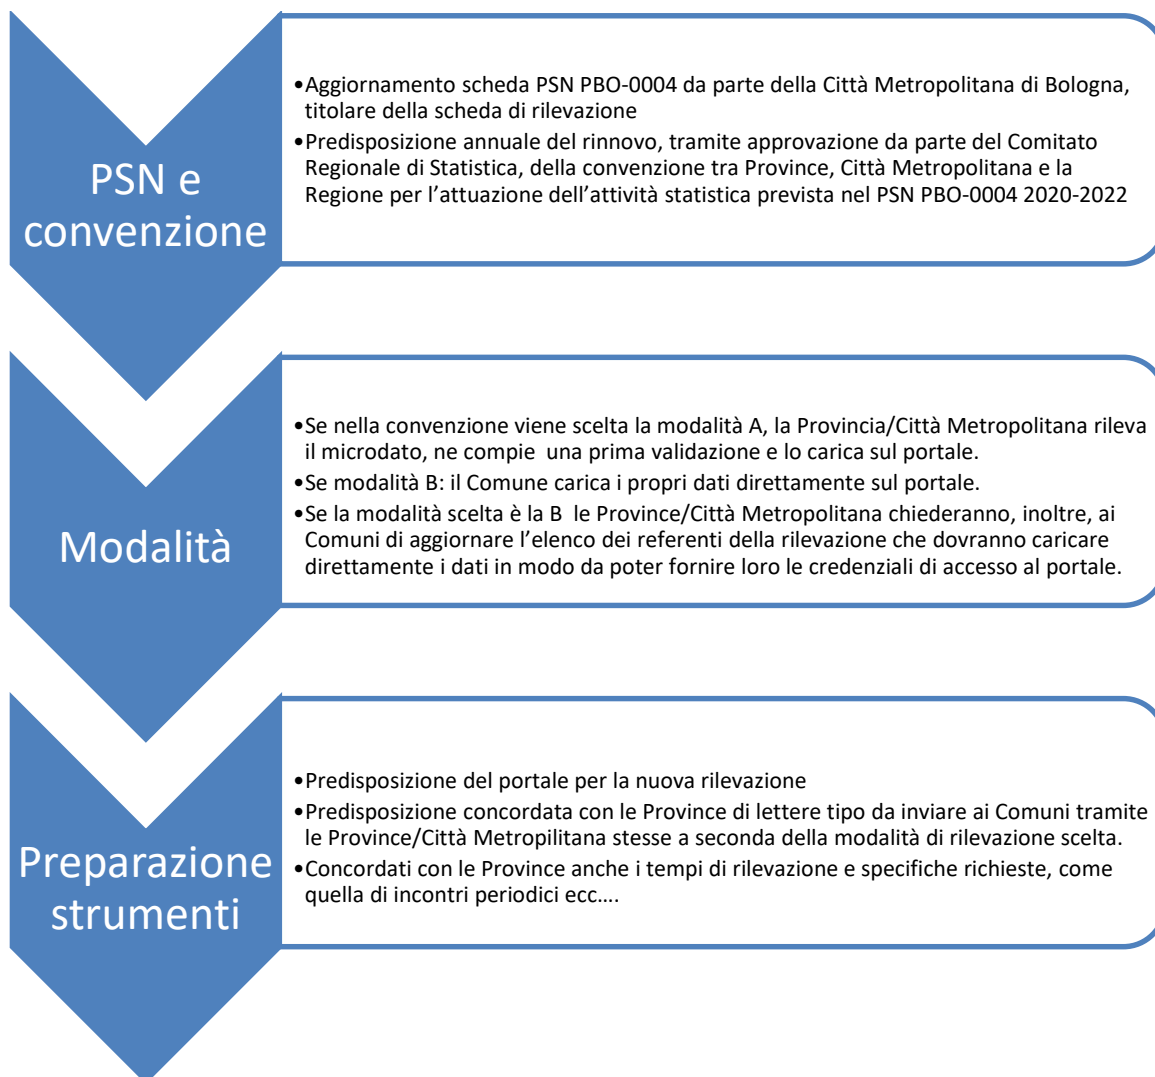 PSN e
convenzione
•Aggiornamento scheda PSN PBO-0004 da parte della Città Metropolitana di Bologna,
titolare della scheda di rilevazione
•Predisposizione annuale del rinnovo, tramite approvazione da parte del Comitato
Regionale di Statistica, della convenzione tra Province, Città Metropolitana e la
Regione per l'attuazione dell'attività statistica prevista nel PSN PBO-0004 2020-2022
Modalità
•Se nella convenzione viene scelta la modalità A, la Provincia/Città Metropolitana rileva
il microdato, ne compie  una prima validazione e lo carica sul portale.
•Se modalità B: il Comune carica i propri dati direttamente sul portale.
•Se la modalità scelta è la B  le Province/Città Metropolitana chiederanno, inoltre, ai
Comuni di aggiornare l'elenco dei referenti della rilevazione che dovranno caricare
direttamente i dati in modo da poter fornire loro le credenziali di accesso al portale.
Preparazione
strumenti
•Predisposizione del portale per la nuova rilevazione
•Predisposizione concordata con le Province di lettere tipo da inviare ai Comuni tramite
le Province/Città Metropilitana stesse a seconda della modalità di rilevazione scelta.
•Concordati con le Province anche i tempi di rilevazione e specifiche richieste, come
quella di incontri periodici ecc....